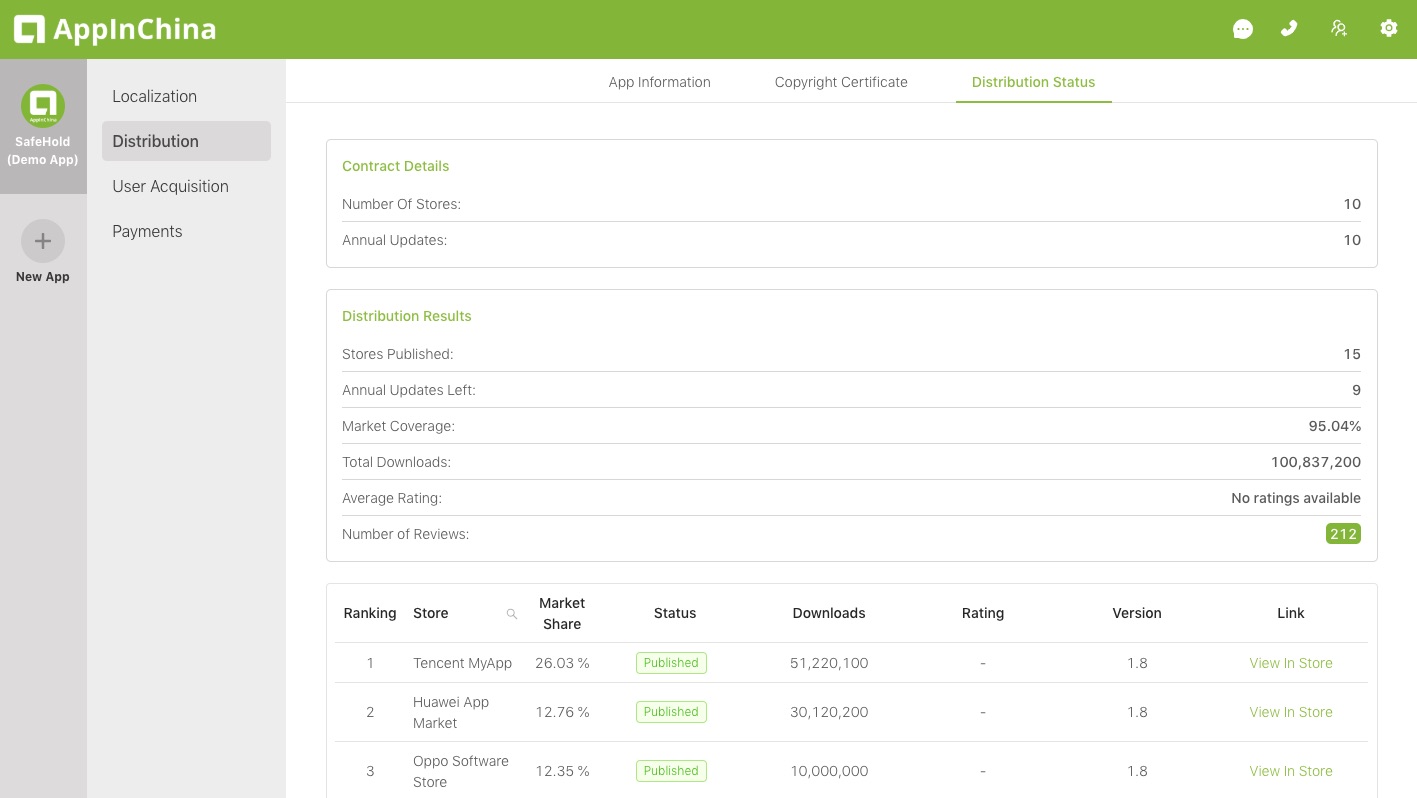 AppInChina
AppInChina
SafeHold
(Demo App)
New App
Localization
Distribution
User Acquisition
Payments
App Information
Copyright Certificate
Distribution Status
Contract Details
Number Of Stores: 10
Annual Updates: 10
Distribution Results
Stores Published: 15
Annual Updates Left: 9
Market Coverage: 95.04%
Total Downloads: 100,837,200
Average Rating: No ratings available
Number of Reviews: 212
Ranking Store Market Share Status Downloads Rating Version Link
1 Tencent MyApp 26.03 % Published 51,220,100 - 1.8 View In Store
2 Huawei App Market 12.76 % Published 30,120,200 - 1.8 View In Store
3 Oppo Software Store 12.35 % Published 10,000,000 - 1.8 View In Store